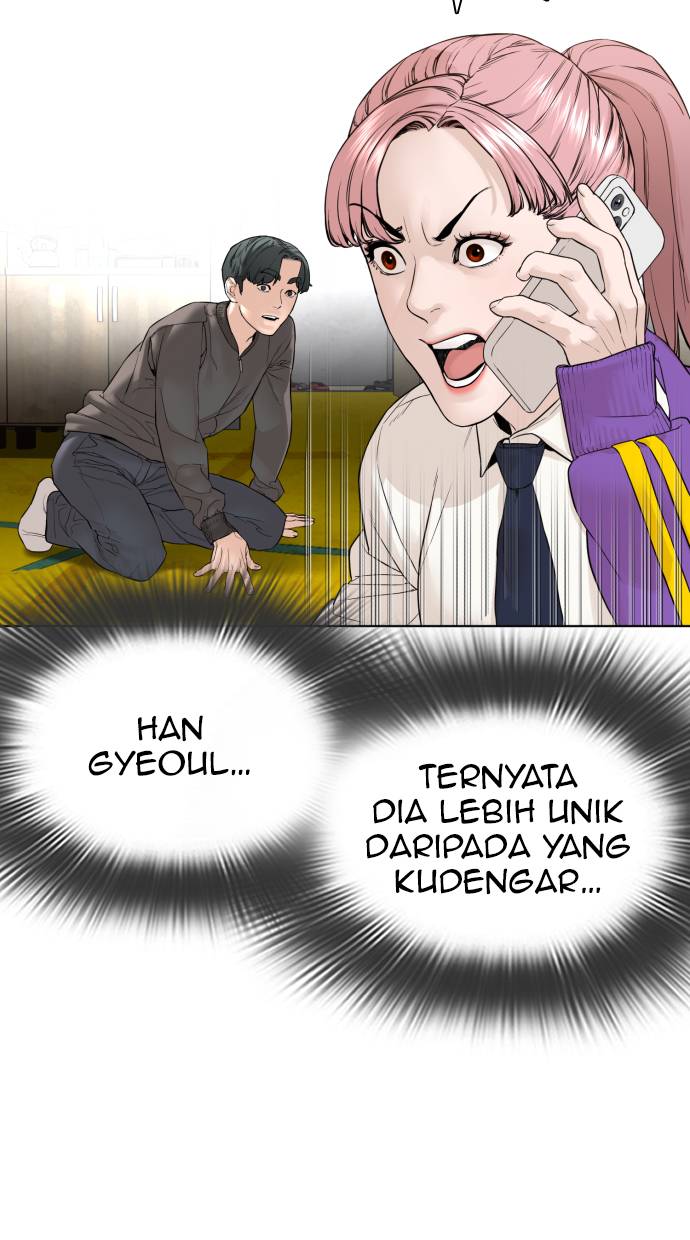 HAN
GYEOUL...
TERNYATA
DIA LEBIH UNIK
DARIPADA YANG
KUDENGAR...